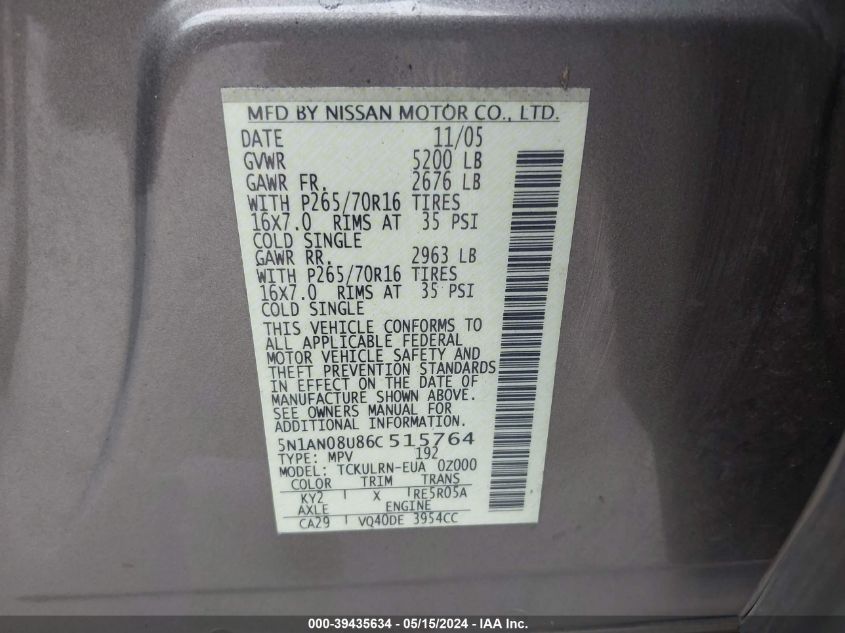 MFD BY NISSAN MOTOR CO., LTD.
DATE 11/05
GVWR 5200 LB
GAWR FR. 2676 LB
WITH P265/70R16 TIRES
16X7.0 RIMS AT 35 PSI
COLD SINGLE
GAWR RR. 2963 LB
WITH P265/70R16 TIRES
16X7.0 RIMS AT 35 PSI
COLD SINGLE
THIS VEHICLE CONFORMS TO
ALL APPLICABLE FEDERAL
MOTOR VEHICLE SAFETY AND
THEFT PREVENTION STANDARDS
IN EFFECT ON THE DATE OF
MANUFACTURE SHOWN ABOVE.
SEE OWNERS MANUAL FOR
ADDITIONAL INFORMATION.
5N1AN08U86C515764
TYPE: MPV 192
MODEL: TCKULRN-EUA 0Z000
COLOR TRIM TRANS
KY2 X RE5R05A
AXLE ENGINE
CA29 VQ40DE 3954CC
000-39435634 - 05/15/2024 - IAA Inc.